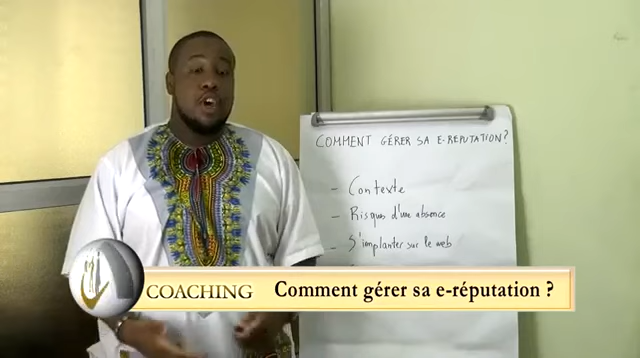 COMMENT GÉRER SA E-RÉPUTATION ?
- Contexte
- Risques d'une absence
- S'implanter sur le web
COACHING Comment gérer sa e-réputation ?